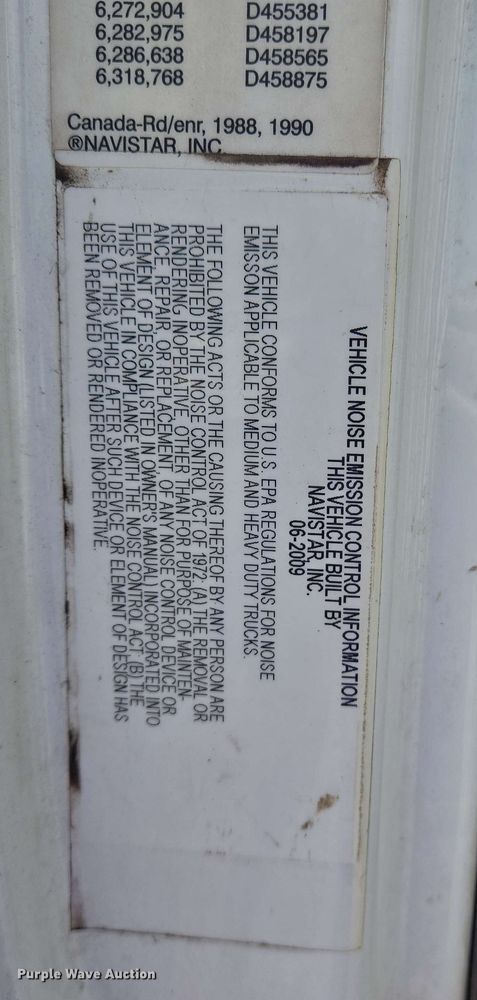 6,272,904 D455381
6,282,975 D458197
6,286,638 D458565
6,318,768 D458875
Canada-Rd/enr, 1988, 1990
®NAVISTAR, INC.
VEHICLE NOISE EMISSION CONTROL INFORMATION
THIS VEHICLE BUILT BY
NAVISTAR, INC.
06-2009
THIS VEHICLE CONFORMS TO U.S. EPA REGULATIONS FOR NOISE
EMISSON APPLICABLE TO MEDIUM AND HEAVY DUTY TRUCKS.
THE FOLLOWING ACTS OR THE CAUSING THEREOF BY ANY PERSON ARE
PROHIBITED BY THE NOISE CONTROL ACT OF 1972: (A) THE REMOVAL OR
RENDERING INOPERATIVE, OTHER THAN FOR PURPOSE OF MAINTEN-
ANCE, REPAIR, OR REPLACEMENT, OF ANY NOISE CONTROL DEVICE OR
ELEMENT OF DESIGN (LISTED IN OWNER'S MANUAL) INCORPORATED INTO
THIS VEHICLE IN COMPLIANCE WITH THE NOISE CONTROL ACT, (B) THE
USE OF THIS VEHICLE AFTER SUCH DEVICE OR ELEMENT OF DESIGN HAS
BEEN REMOVED OR RENDERED INOPERATIVE.
Purple Wave Auction